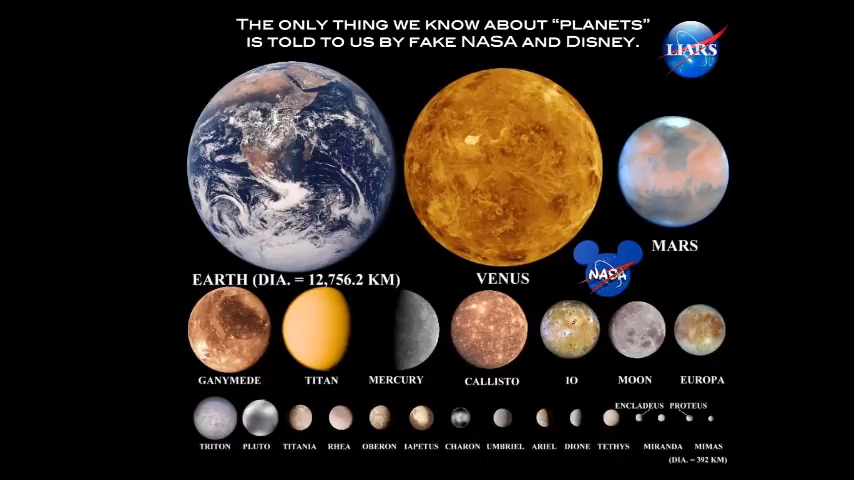 THE ONLY THING WE KNOW ABOUT “PLANETS”
IS TOLD TO US BY FAKE NASA AND DISNEY.
LIARS
MARS
NASA
EARTH (DIA. = 12,756.2 KM)
VENUS
GANYMEDE TITAN MERCURY CALLISTO IO MOON EUROPA
ENCLADEUS PROTEUS
TRITON PLUTO TITANIA RHEA OBERON IAPETUS CHARON UMBRIEL ARIEL DIONE TETHYS MIRANDA MIMAS
(DIA. = 392 KM)